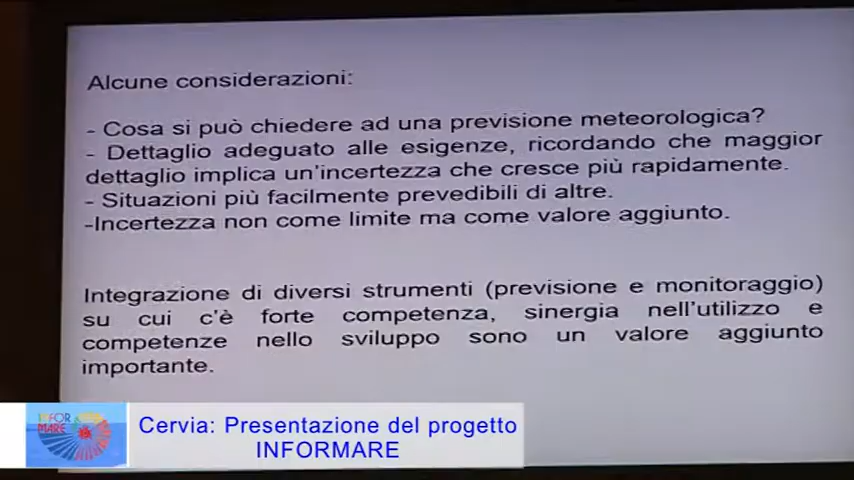 Alcune considerazioni:
- Cosa si può chiedere ad una previsione meteorologica?
- Dettaglio adeguato alle esigenze, ricordando che maggior
dettaglio implica un'incertezza che cresce più rapidamente.
- Situazioni più facilmente prevedibili di altre.
-Incertezza non come limite ma come valore aggiunto.
Integrazione di diversi strumenti (previsione e monitoraggio)
su cui c'è forte competenza, sinergia nell'utilizzo e
competenze nello sviluppo sono un valore aggiunto
importante.
INFOR
MARE
Cervia: Presentazione del progetto
INFORMARE